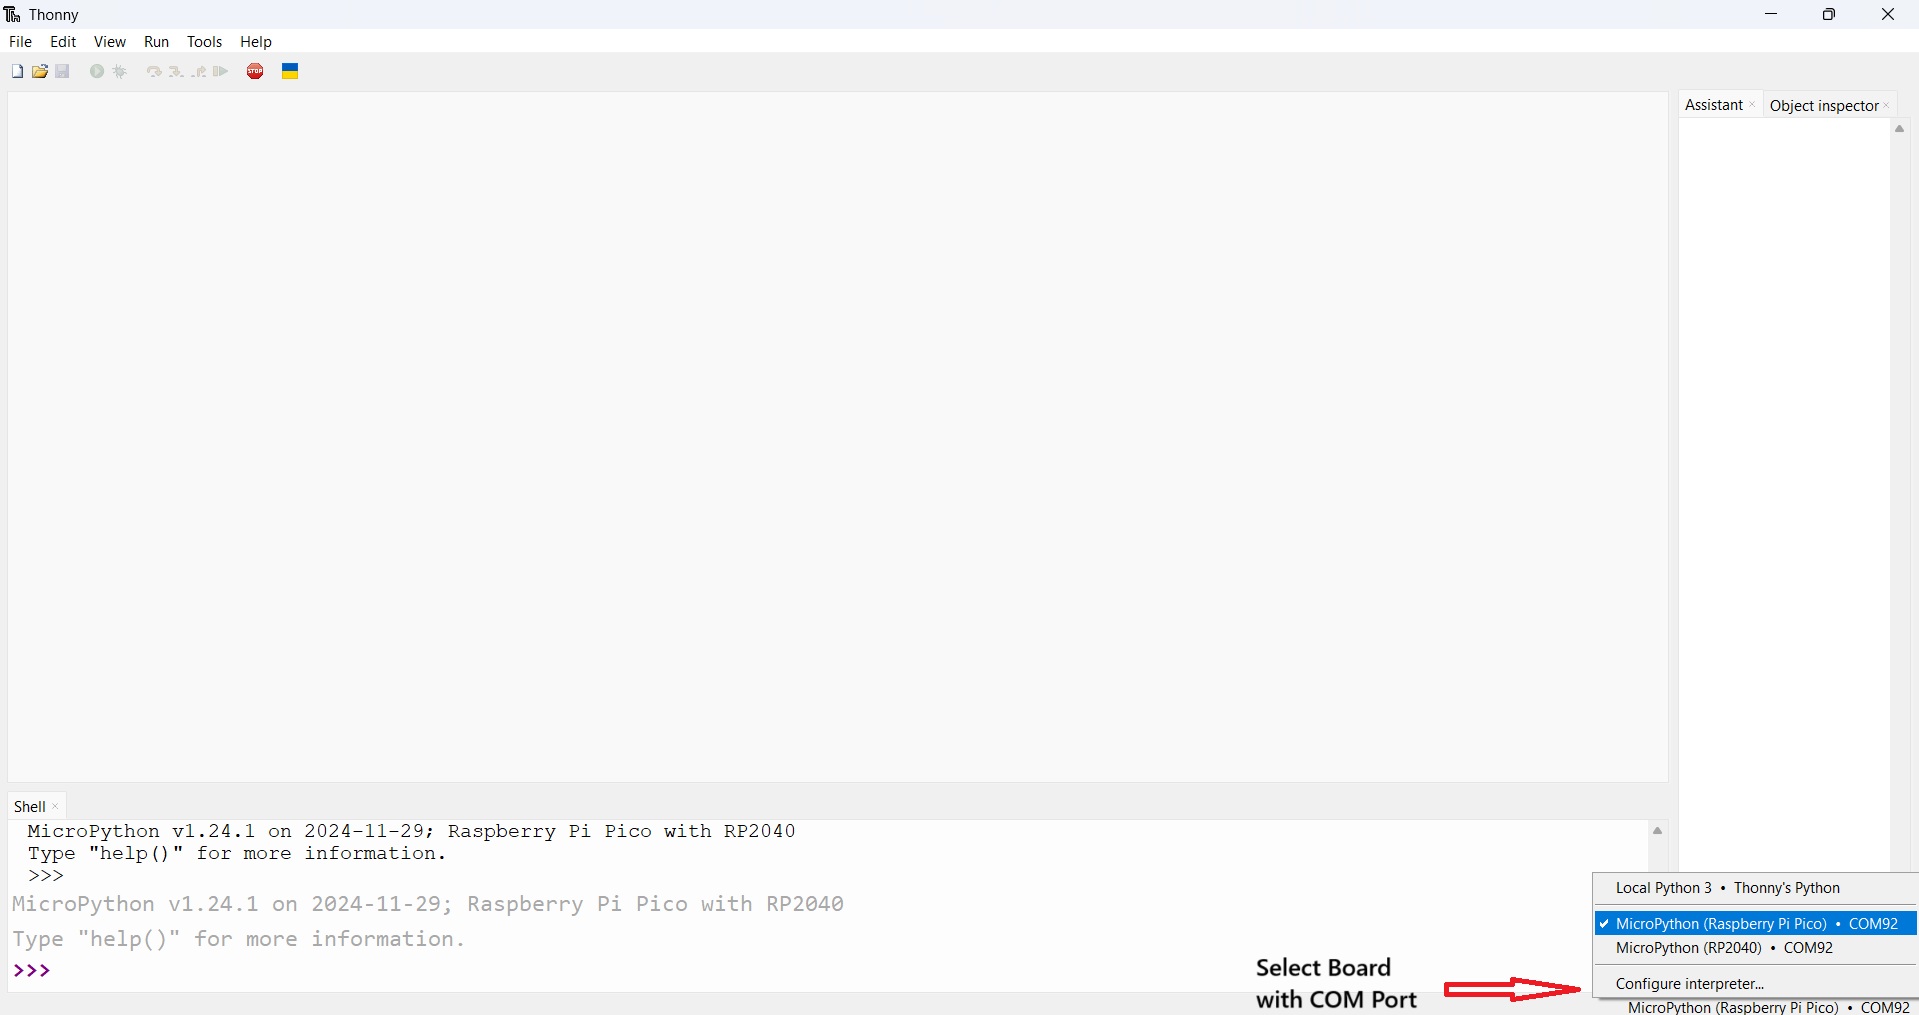 Thonny
File Edit View Run Tools Help
STOP
Assistant × Object inspector ×
Shell ×
MicroPython v1.24.1 on 2024-11-29; Raspberry Pi Pico with RP2040
Type "help()" for more information.
>>>
MicroPython v1.24.1 on 2024-11-29; Raspberry Pi Pico with RP2040
Type "help()" for more information.
>>>
Select Board
with COM Port
Local Python 3 • Thonny's Python
✓ MicroPython (Raspberry Pi Pico) • COM92
MicroPython (RP2040) • COM92
Configure interpreter...
MicroPython (Raspberry Pi Pico) • COM92